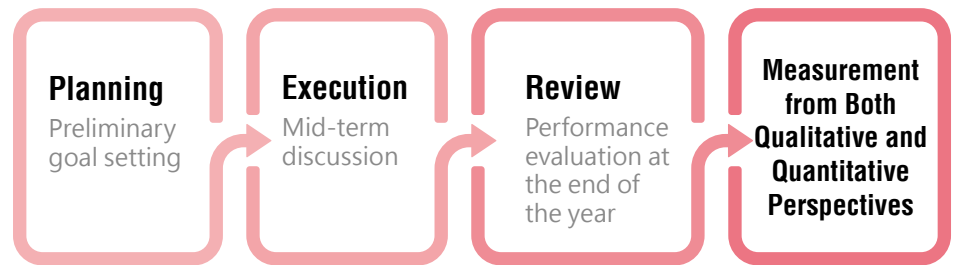 Planning
Preliminary
goal setting
Execution
Mid-term
discussion
Review
Performance
evaluation at
the end of
the year
Measurement
from Both
Qualitative and
Quantitative
Perspectives